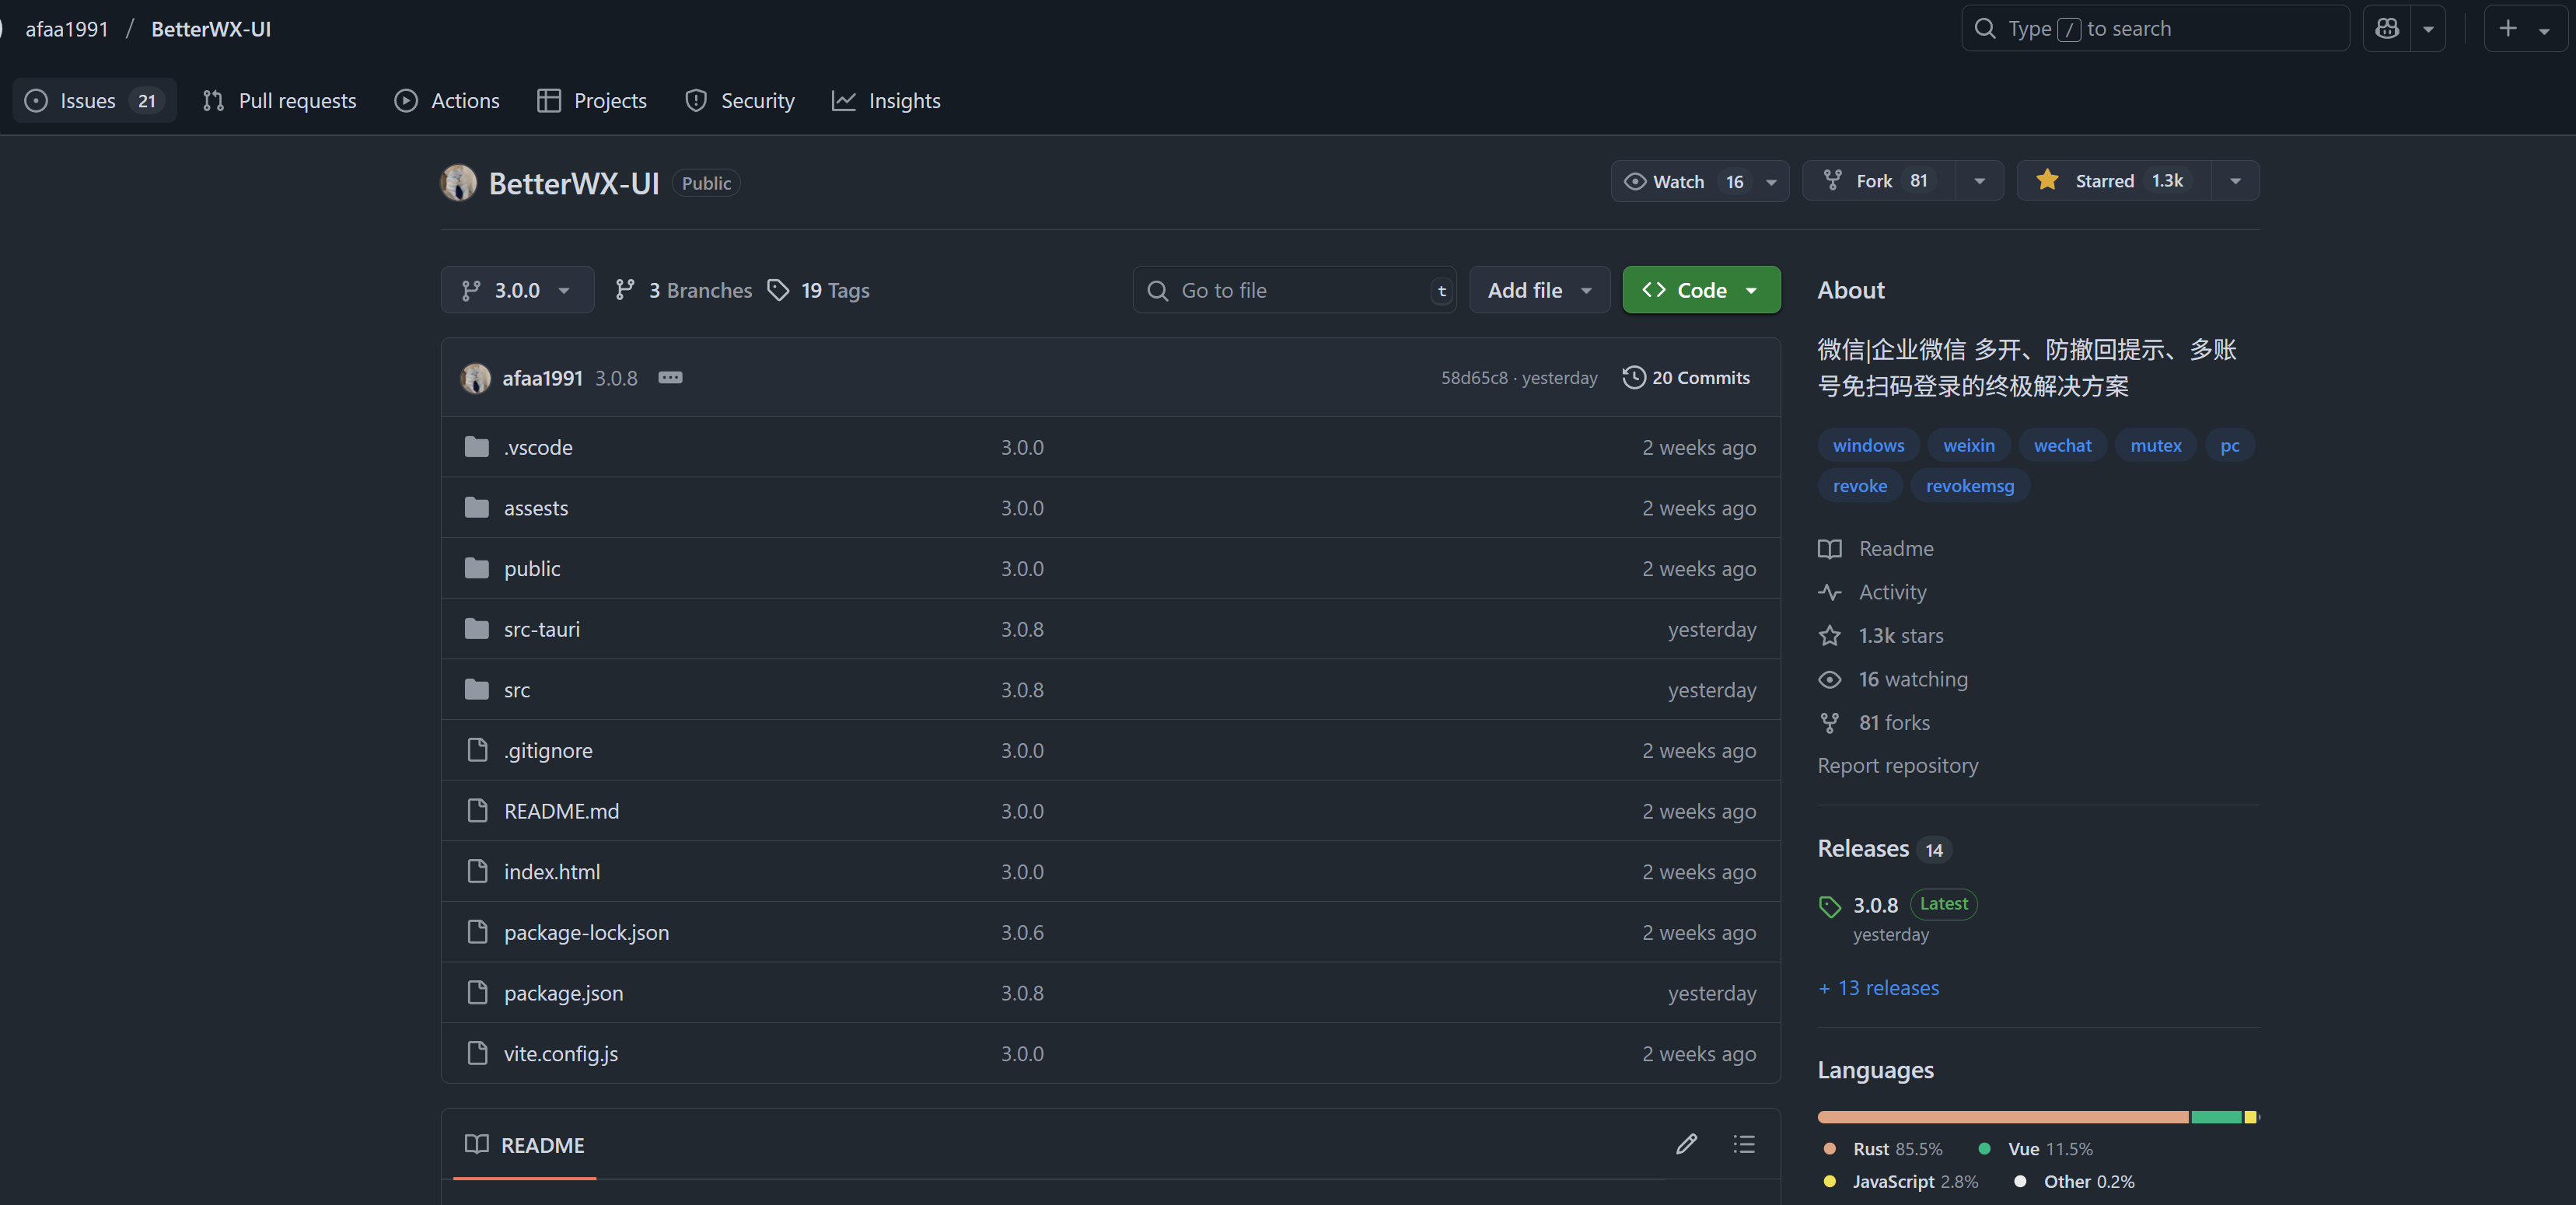 afaa1991 / BetterWX-UI
Type / to search
Issues 21 Pull requests Actions Projects Security Insights
BetterWX-UI Public
Watch 16 Fork 81 Starred 1.3k
3.0.0 3 Branches 19 Tags
Go to file t Add file Code
afaa1991 3.0.8
58d65c8 · yesterday 20 Commits
.vscode 3.0.0 2 weeks ago
assests 3.0.0 2 weeks ago
public 3.0.0 2 weeks ago
src-tauri 3.0.8 yesterday
src 3.0.8 yesterday
.gitignore 3.0.0 2 weeks ago
README.md 3.0.0 2 weeks ago
index.html 3.0.0 2 weeks ago
package-lock.json 3.0.6 2 weeks ago
package.json 3.0.8 yesterday
vite.config.js 3.0.0 2 weeks ago
README
About
微信|企业微信 多开、防撤回提示、多账
号免扫码登录的终极解决方案
windows weixin wechat mutex pc
revoke revokemsg
Readme
Activity
1.3k stars
16 watching
81 forks
Report repository
Releases 14
3.0.8 Latest
yesterday
+ 13 releases
Languages
Rust 85.5% Vue 11.5%
JavaScript 2.8% Other 0.2%